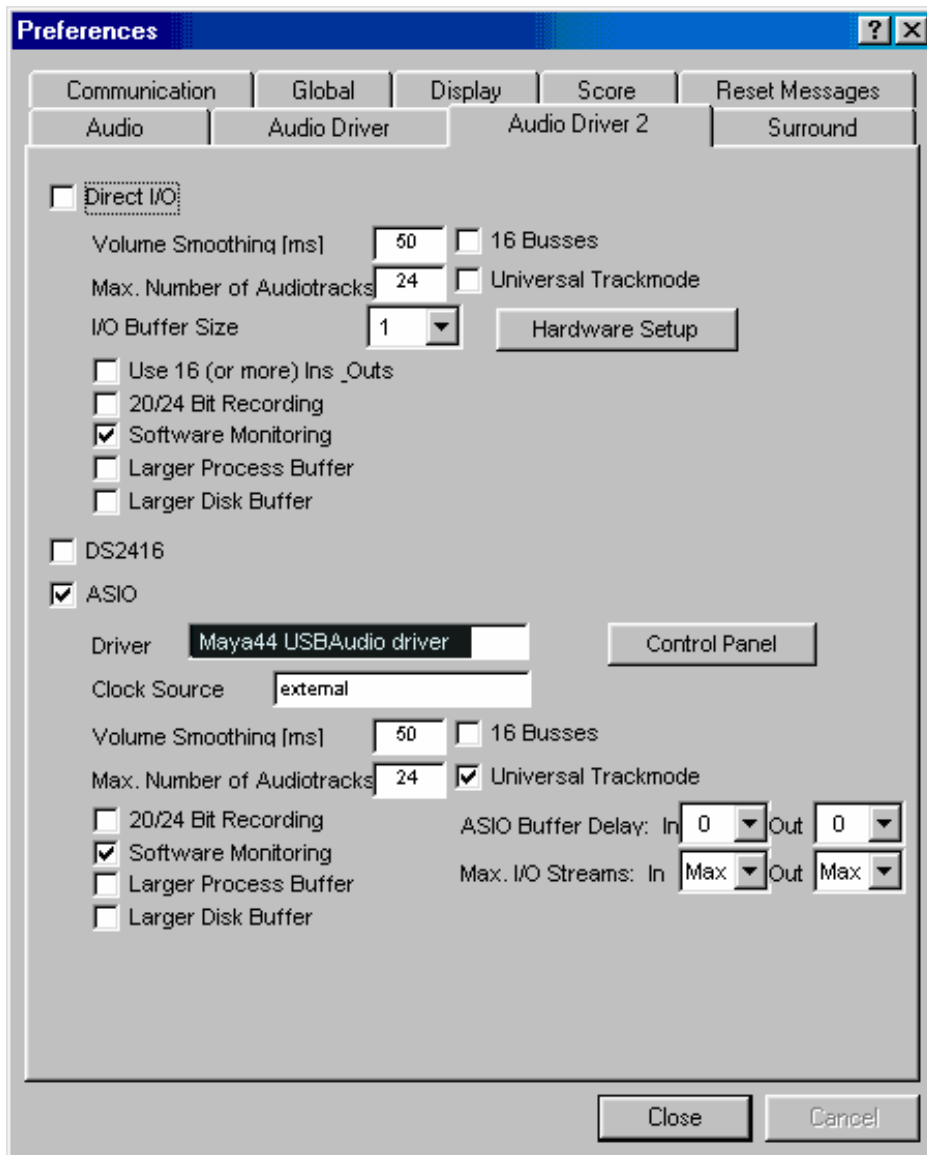 Preferences
Communication Global Display Score Reset Messages
Audio Audio Driver Audio Driver 2 Surround
Direct I/O
Volume Smoothing [ms] 50 16 Busses
Max. Number of Audiotracks 24 Universal Trackmode
I/O Buffer Size 1 Hardware Setup
Use 16 (or more) Ins _Outs
20/24 Bit Recording
Software Monitoring
Larger Process Buffer
Larger Disk Buffer
DS2416
ASIO
Driver Maya44 USBAudio driver Control Panel
Clock Source external
Volume Smoothing [ms] 50 16 Busses
Max. Number of Audiotracks 24 Universal Trackmode
20/24 Bit Recording ASIO Buffer Delay: In 0 Out 0
Software Monitoring
Larger Process Buffer Max. I/O Streams: In Max Out Max
Larger Disk Buffer
Close Cancel